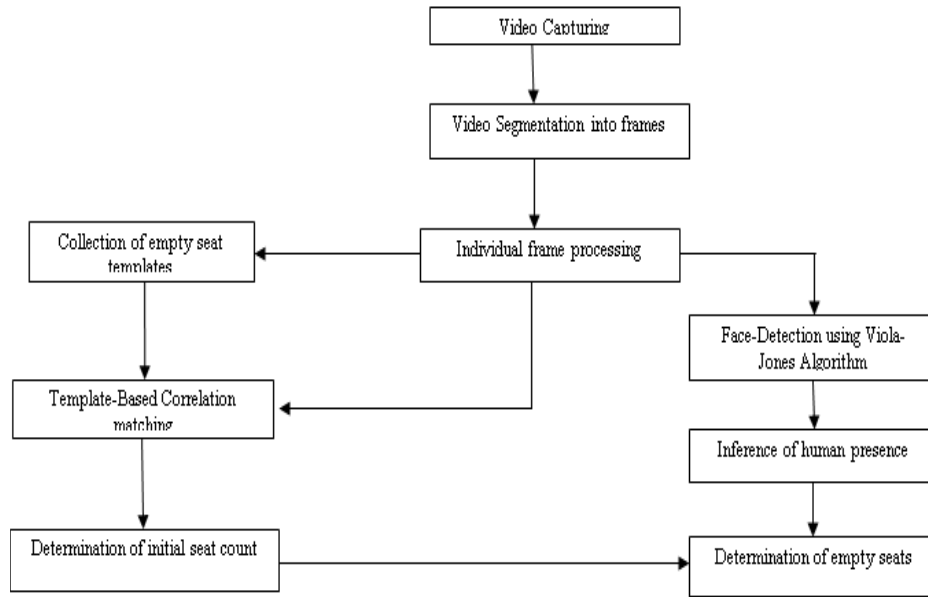 Video Capturing
Video Segmentation into frames
Individual frame processing
Collection of empty seat
templates
Face-Detection using Viola-
Jones Algorithm
Template-Based Correlation
matching
Inference of human presence
Determination of initial seat count
Determination of empty seats